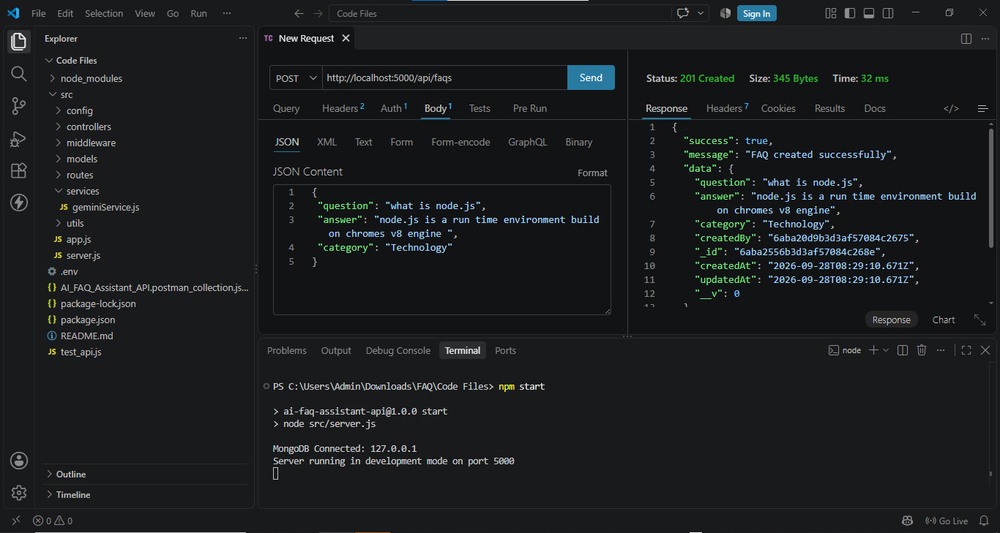 File Edit Selection View Go Run ··· Code Files Sign In
Explorer ···
Code Files
node_modules
src
config
controllers
middleware
models
routes
services
JS geminiService.js
utils
JS app.js
JS server.js
.env
{} AI_FAQ_Assistant_API.postman_collection.js...
{} package-lock.json
{} package.json
README.md
JS test_api.js
Outline
Timeline
TC New Request
POST http://localhost:5000/api/faqs Send
Query Headers 2 Auth 1 Body 1 Tests Pre Run
JSON XML Text Form Form-encode GraphQL Binary
JSON Content Format
1 {
2 "question": "what is node.js",
3 "answer": "node.js is a run time environment build
on chromes v8 engine ",
4 "category": "Technology"
5 }
Status: 201 Created Size: 345 Bytes Time: 32 ms
Response Headers 7 Cookies Results Docs </>
1 {
2 "success": true,
3 "message": "FAQ created successfully",
4 "data": {
5 "question": "what is node.js",
6 "answer": "node.js is a run time environment build
on chromes v8 engine",
7 "category": "Technology",
8 "createdBy": "6aba20d9b3d3af57084c2675",
9 "_id": "6aba2556b3d3af57084c268e",
10 "createdAt": "2026-09-28T08:29:10.671Z",
11 "updatedAt": "2026-09-28T08:29:10.671Z",
12 "__v": 0
13 }
Response Chart
Problems Output Debug Console Terminal Ports node
PS C:\Users\Admin\Downloads\FAQ\Code Files> npm start
> ai-faq-assistant-api@1.0.0 start
> node src/server.js
MongoDB Connected: 127.0.0.1
Server running in development mode on port 5000
0 0 Go Live